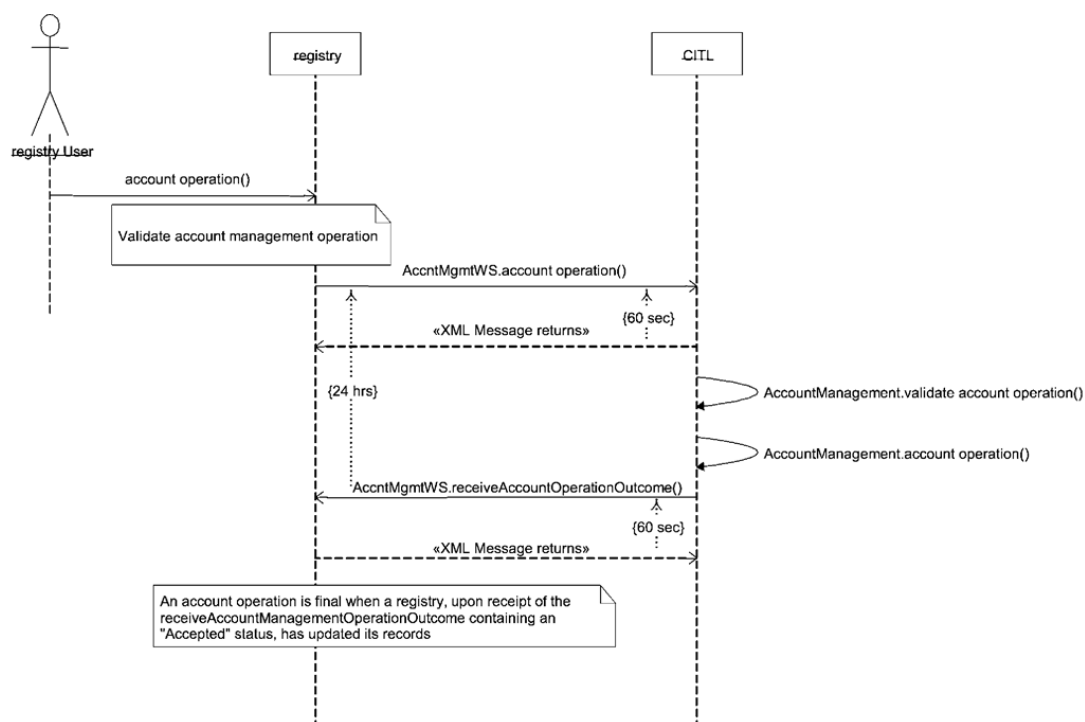 registry
CITL
registry User
account operation()
Validate account management operation
AccntMgmtWS.account operation()
{60 sec}
«XML Message returns»
{24 hrs}
AccountManagement.validate account operation()
AccountManagement.account operation()
AccntMgmtWS.receiveAccountOperationOutcome()
{60 sec}
«XML Message returns»
An account operation is final when a registry, upon receipt of the
receiveAccountManagementOperationOutcome containing an
"Accepted" status, has updated its records